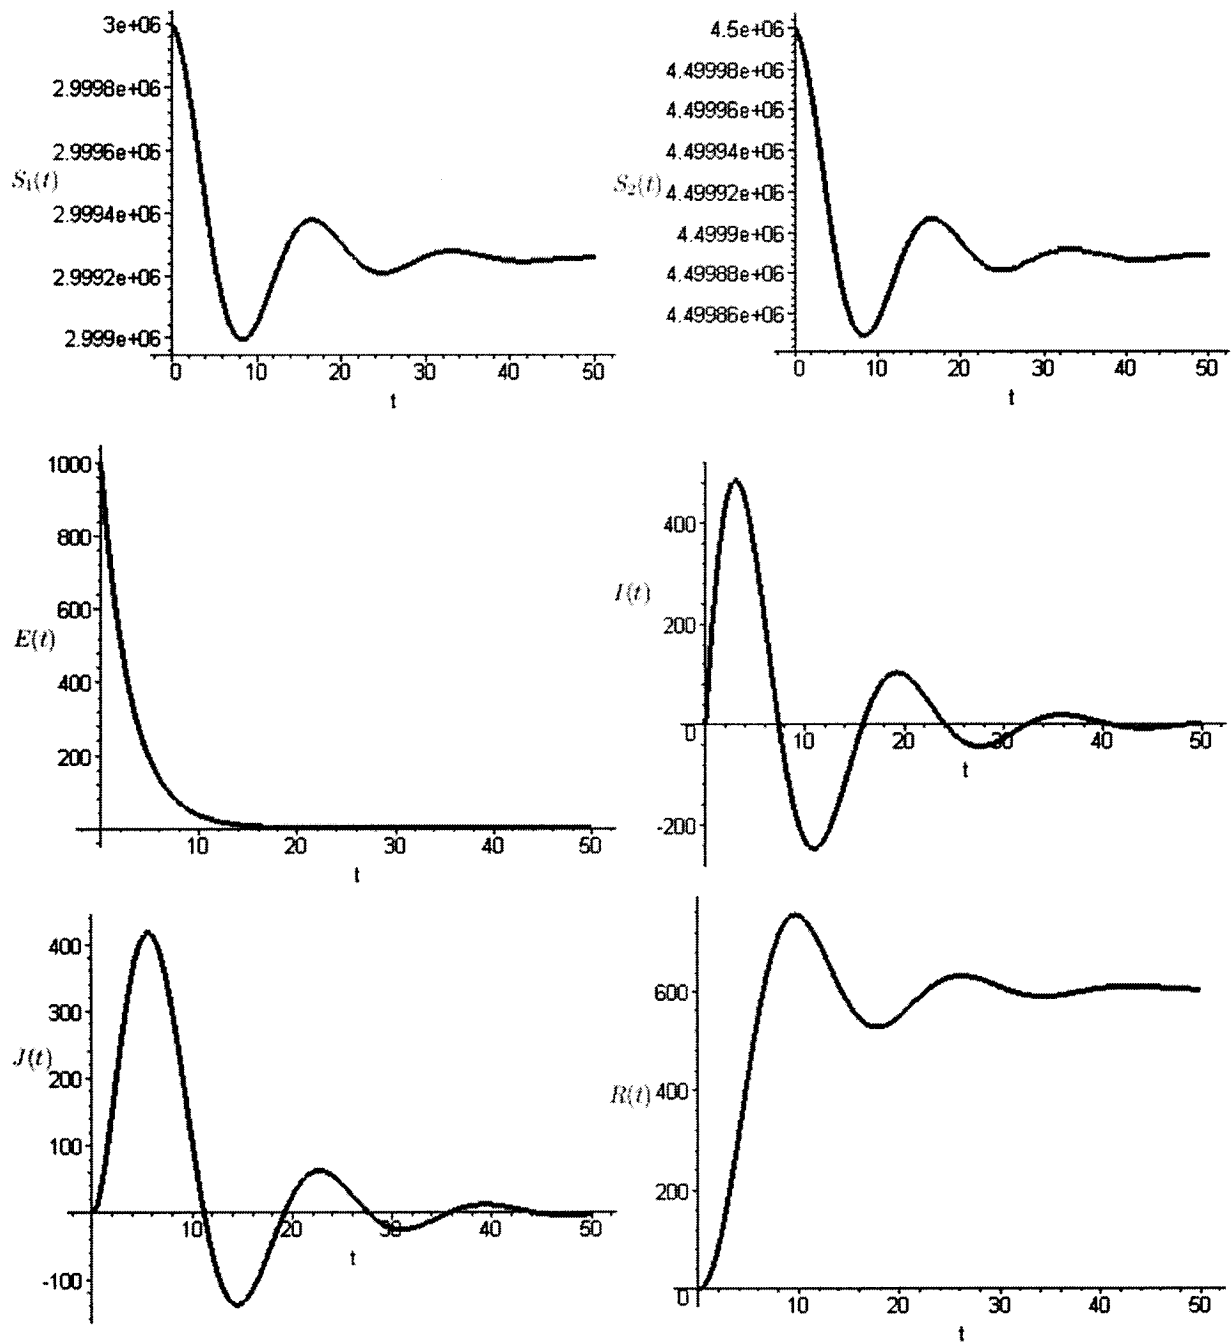 3e+06
2.9998e+06
2.9996e+06
S₁(t)
2.9994e+06
2.9992e+06
2.999e+06
0 10 20 30 40 50
t
4.5e+06
4.49998e+06
4.49996e+06
4.49994e+06
S₂(t) 4.49992e+06
4.4999e+06
4.49988e+06
4.49986e+06
0 10 20 30 40 50
t
1000
800
600
E(t)
400
200
10 20 30 40 50
t
400
I(t)
200
0 10 20 30 40 50
t
-200
400
300
J(t)
200
100
10 20 30 40 50
t
-100
600
R(t) 400
200
0 10 20 30 40 50
t